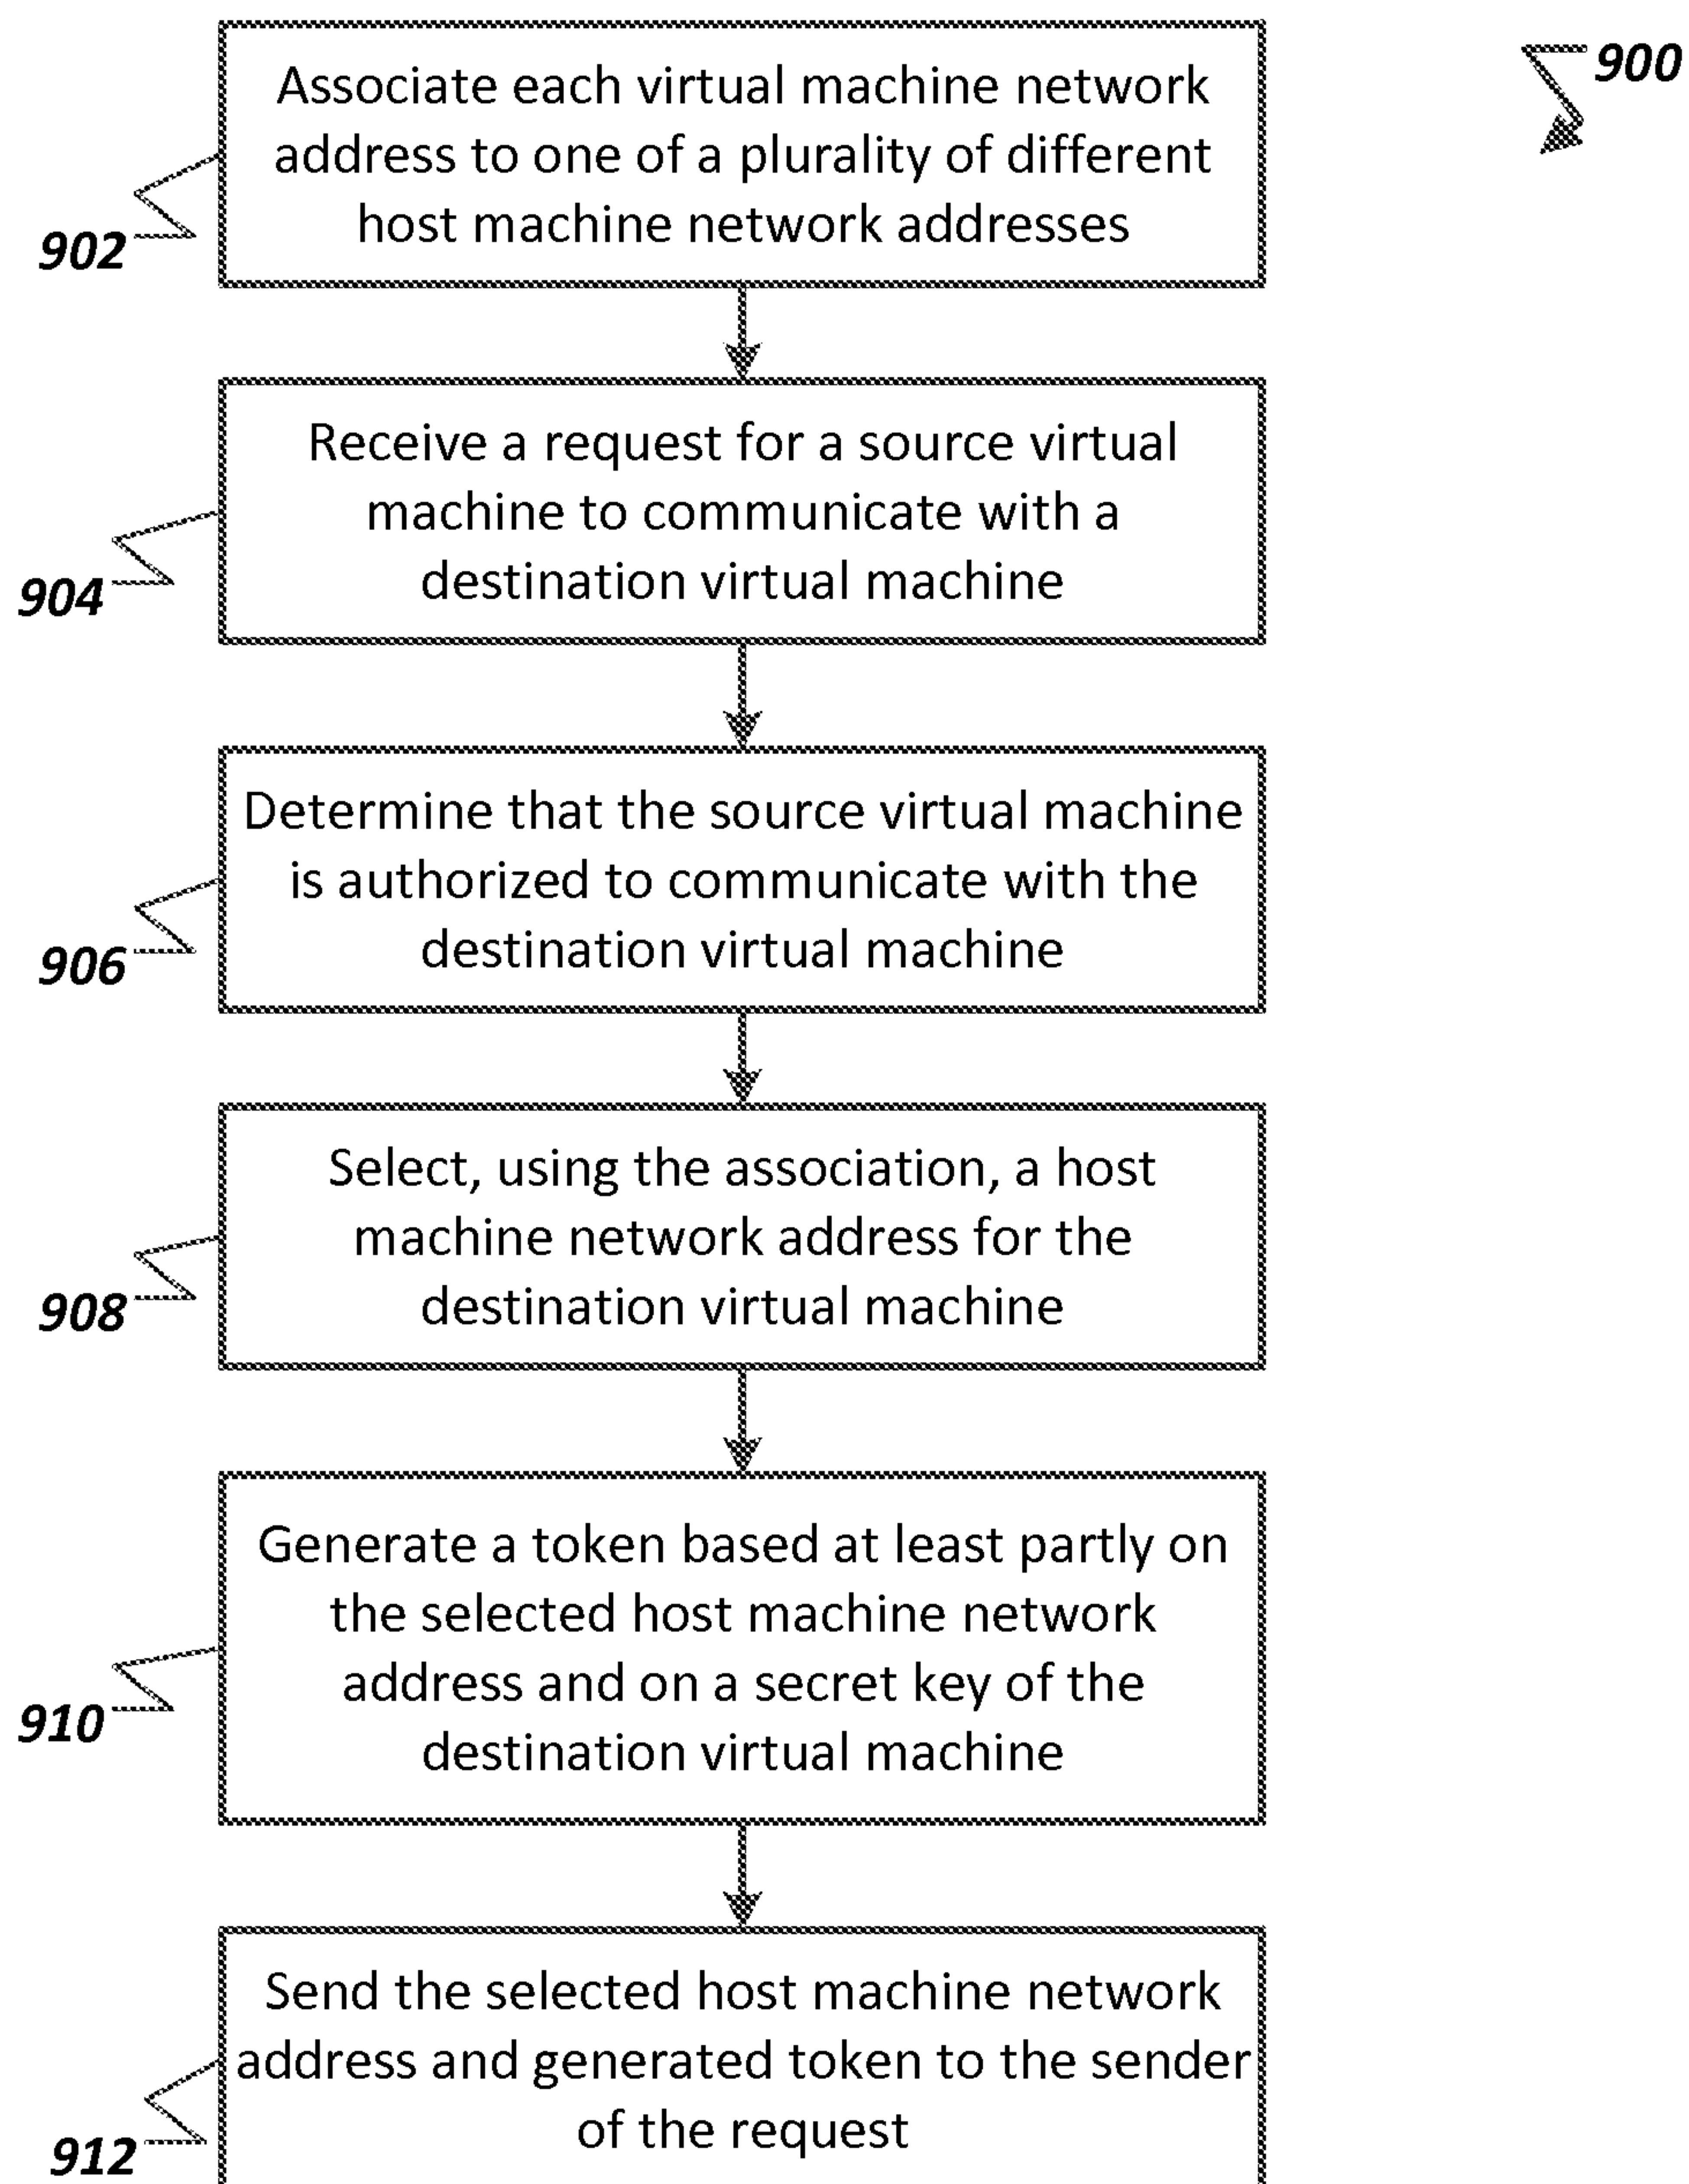 Associate each virtual machine network
address to one of a plurality of different
host machine network addresses
900
902
Receive a request for a source virtual
machine to communicate with a
destination virtual machine
904
Determine that the source virtual machine
is authorized to communicate with the
destination virtual machine
906
Select, using the association, a host
machine network address for the
destination virtual machine
908
Generate a token based at least partly on
the selected host machine network
address and on a secret key of the
destination virtual machine
910
Send the selected host machine network
address and generated token to the sender
of the request
912